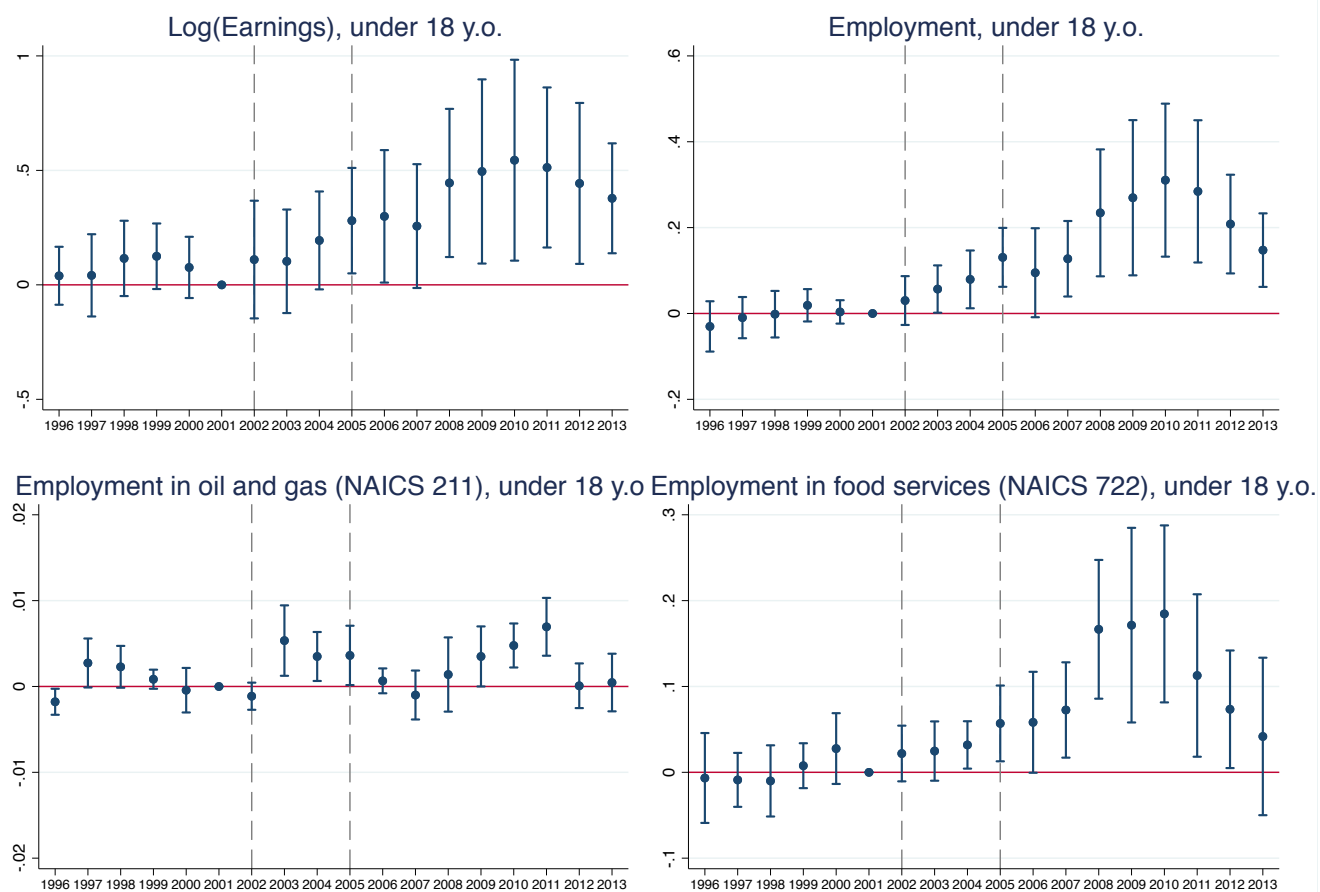 Log(Earnings), under 18 y.o.
1
.5
0
-.5
1996 1997 1998 1999 2000 2001 2002 2003 2004 2005 2006 2007 2008 2009 2010 2011 2012 2013
Employment, under 18 y.o.
.6
.4
.2
0
-.2
1996 1997 1998 1999 2000 2001 2002 2003 2004 2005 2006 2007 2008 2009 2010 2011 2012 2013
Employment in oil and gas (NAICS 211), under 18 y.o
.02
.01
0
-.01
-.02
1996 1997 1998 1999 2000 2001 2002 2003 2004 2005 2006 2007 2008 2009 2010 2011 2012 2013
Employment in food services (NAICS 722), under 18 y.o.
.3
.2
.1
0
-.1
1996 1997 1998 1999 2000 2001 2002 2003 2004 2005 2006 2007 2008 2009 2010 2011 2012 2013